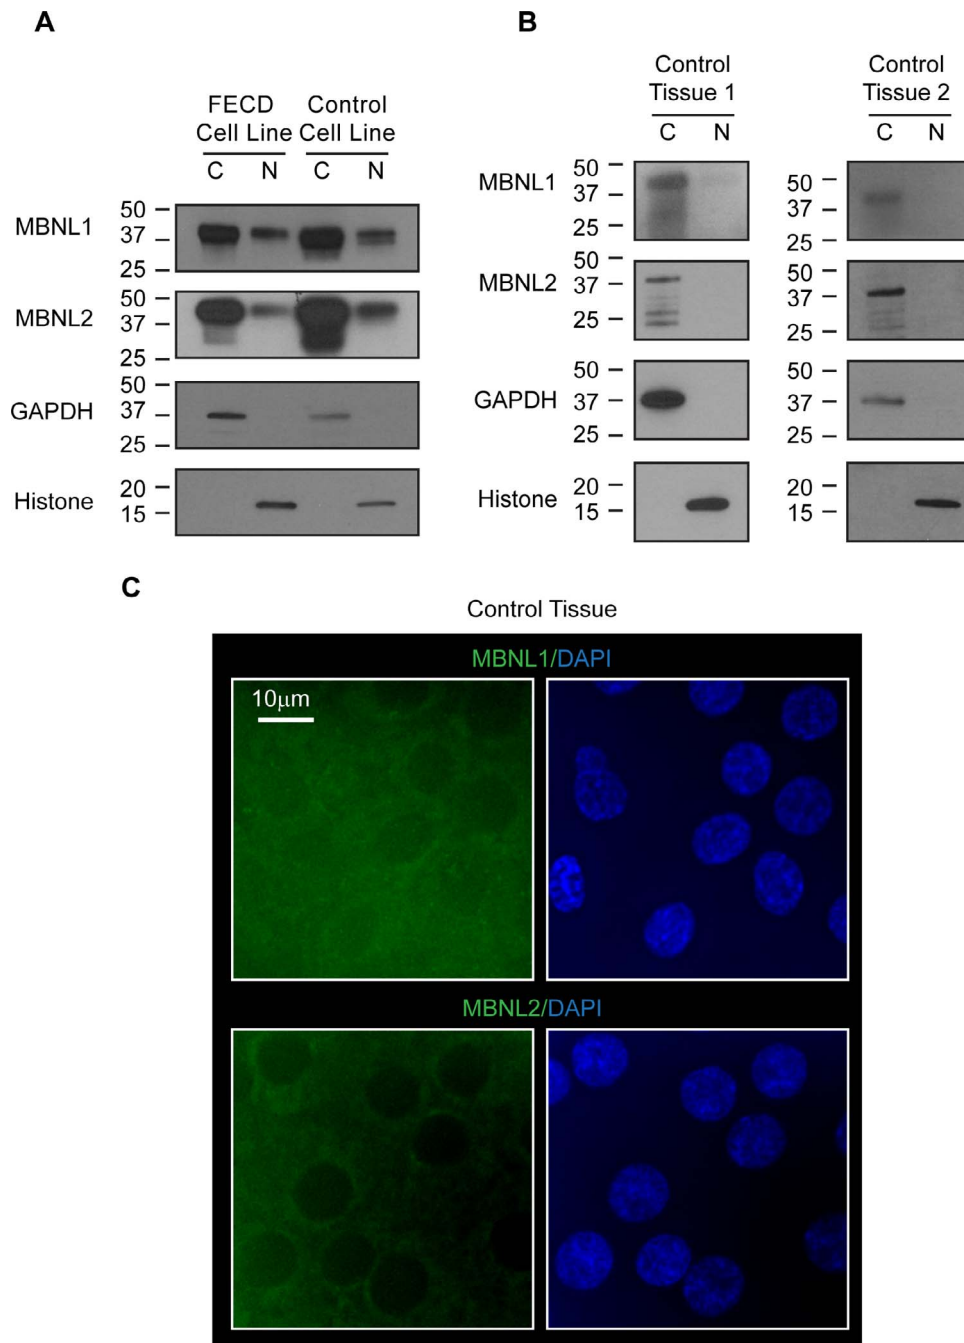 A
FECD Control
Cell Line Cell Line
C N C N
MBNL1
50
37
25
MBNL2
50
37
25
GAPDH
50
37
25
Histone
20
15
B
Control
Tissue 1
Control
Tissue 2
C N
C N
MBNL1
50
37
25
50
37
25
MBNL2
50
37
25
50
37
25
GAPDH
50
37
25
50
37
25
Histone
20
15
20
15
C
Control Tissue
MBNL1/DAPI
10μm
MBNL2/DAPI